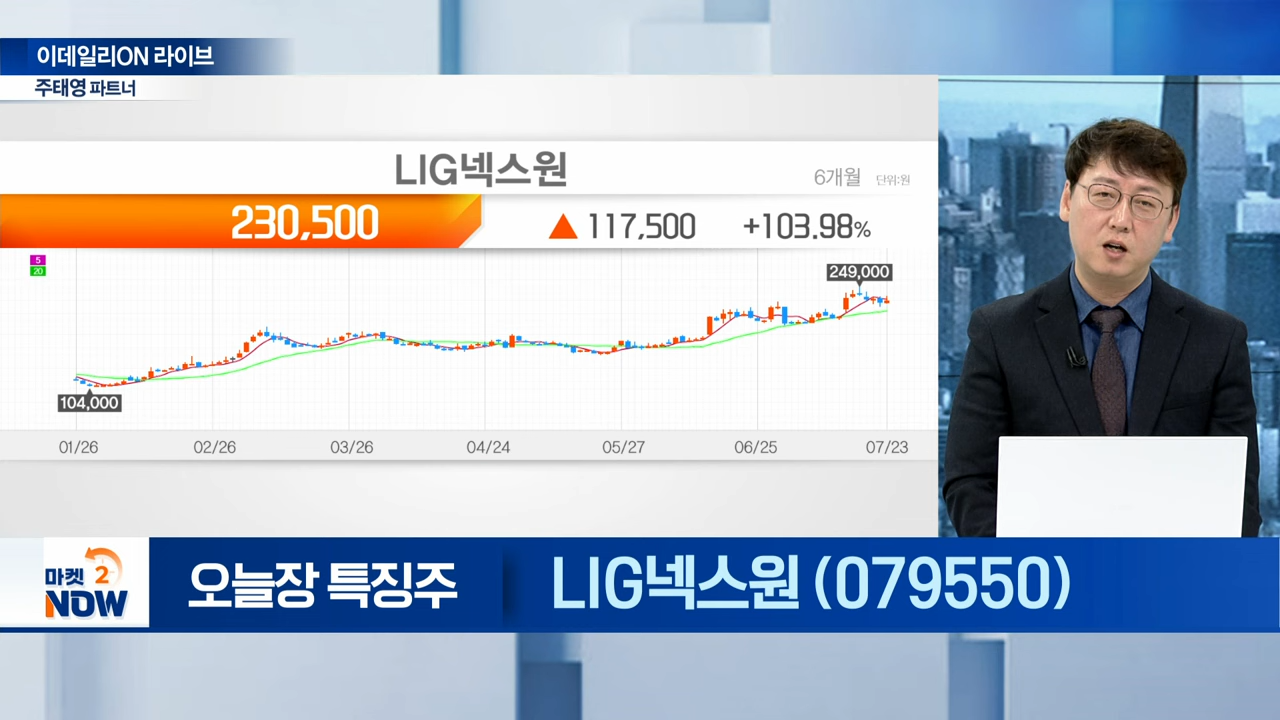 이데일리ON 라이브
주태영 파트너
LIG넥스원
6개월 단위:원
230,500 ▲ 117,500 +103.98%
5
20
249,000
104,000
01/26 02/26 03/26 04/24 05/27 06/25 07/23
마켓 2
NOW
오늘장 특징주
LIG넥스원 (079550)